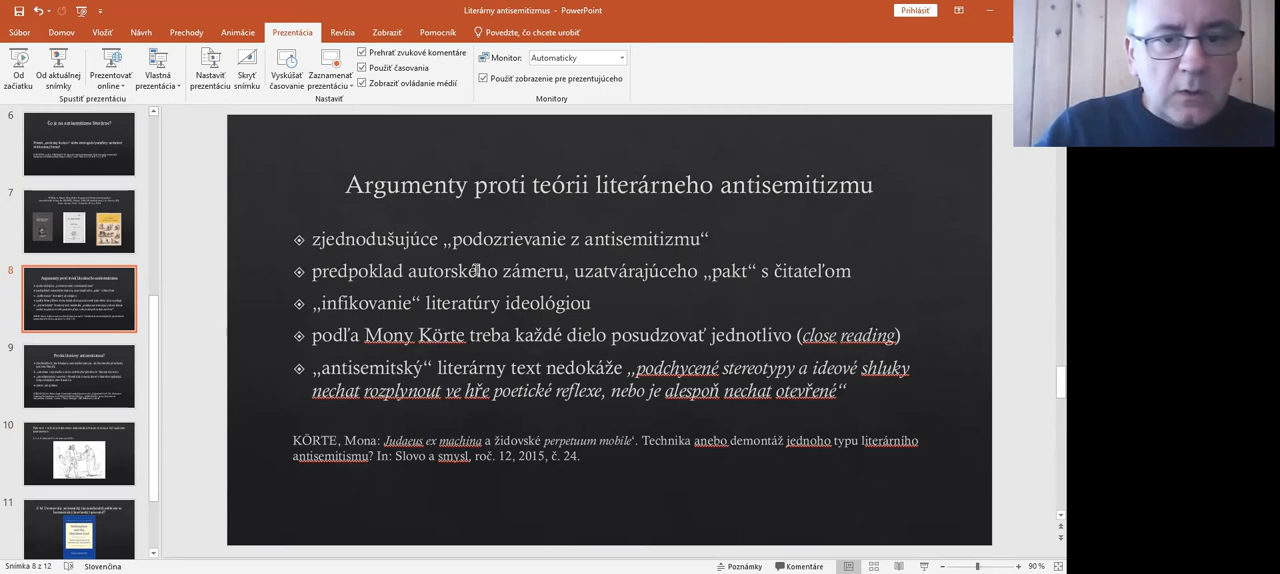 Literárny antisemitizmus - PowerPoint
Prihlásiť
Súbor Domov Vložiť Návrh Prechody Animácie Prezentácia Revízia Zobraziť Pomocník Povedzte, čo chcete urobiť
Od začiatku
Od aktuálnej snímky
Prezentovať online
Vlastná prezentácia
Spustiť prezentáciu
Nastaviť prezentáciu
Skryť snímku
Vyskúšať časovanie
Zaznamenať prezentáciu
Prehrať zvukové komentáre
Použiť časovania
Zobraziť ovládanie médií
Nastaviť
Monitor: Automaticky
Použiť zobrazenie pre prezentujúceho
Monitory
6
7
8
9
10
11
Argumenty proti teórii literárneho antisemitizmu
zjednodušujúce „podozrievanie z antisemitizmu“
predpoklad autorského zámeru, uzatvárajúceho „pakt“ s čitateľom
„infikovanie“ literatúry ideológiou
podľa Mony Körte treba každé dielo posudzovať jednotlivo (close reading)
„antisemitský“ literárny text nedokáže „podchycené stereotypy a ideové shluky
nechat rozplynout ve hře poetické reflexe, nebo je alespoň nechat otevřené“
KÖRTE, Mona: Judaeus ex machina a židovské perpetuum mobile‘. Technika anebo demontáž jednoho typu literárního
antisemitismu? In: Slovo a smysl, roč. 12, 2015, č. 24.
Snímka 8 z 12 Slovenčina Poznámky Komentáre 90 %